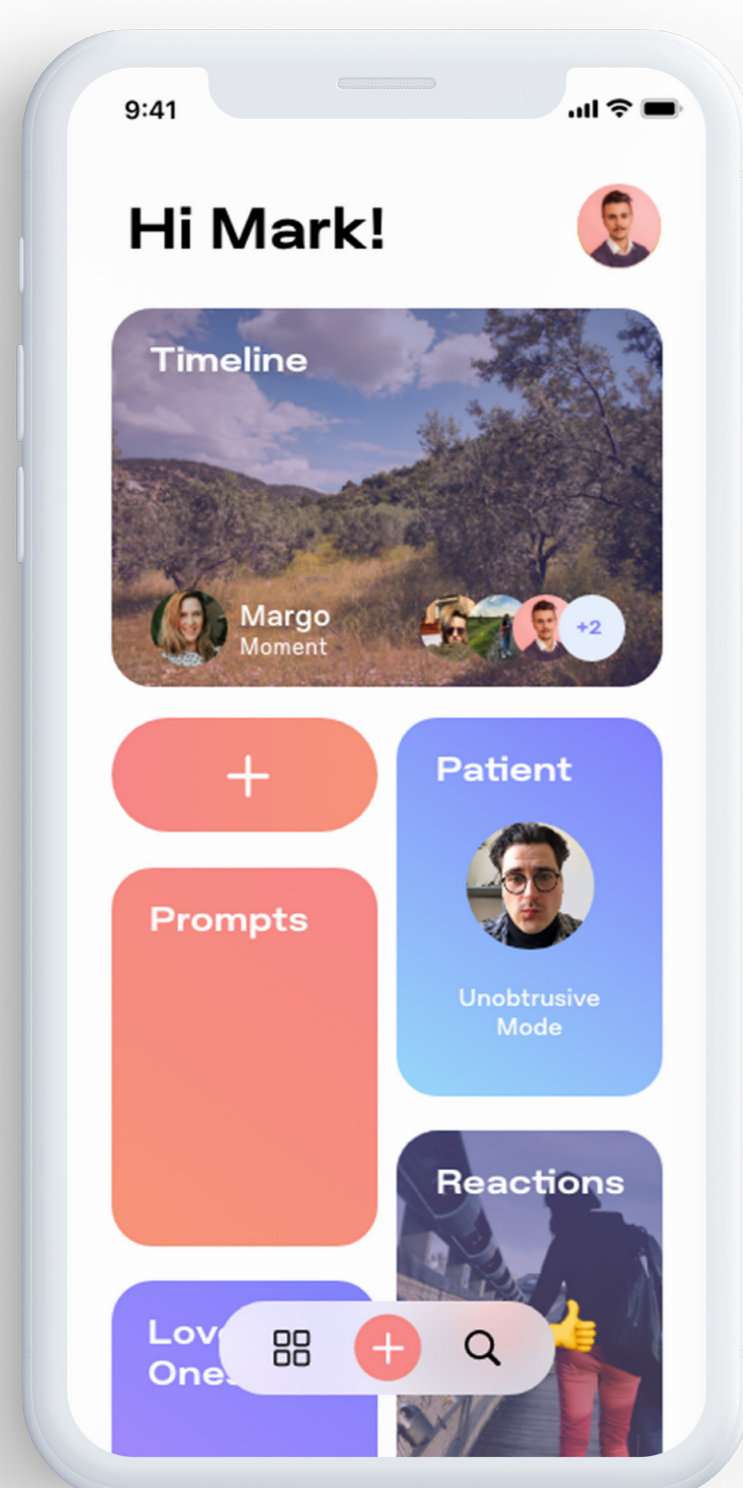 9:41
Hi Mark!
Timeline
Margo
Moment
+2
Patient
Prompts
Unobtrusive
Mode
Reactions